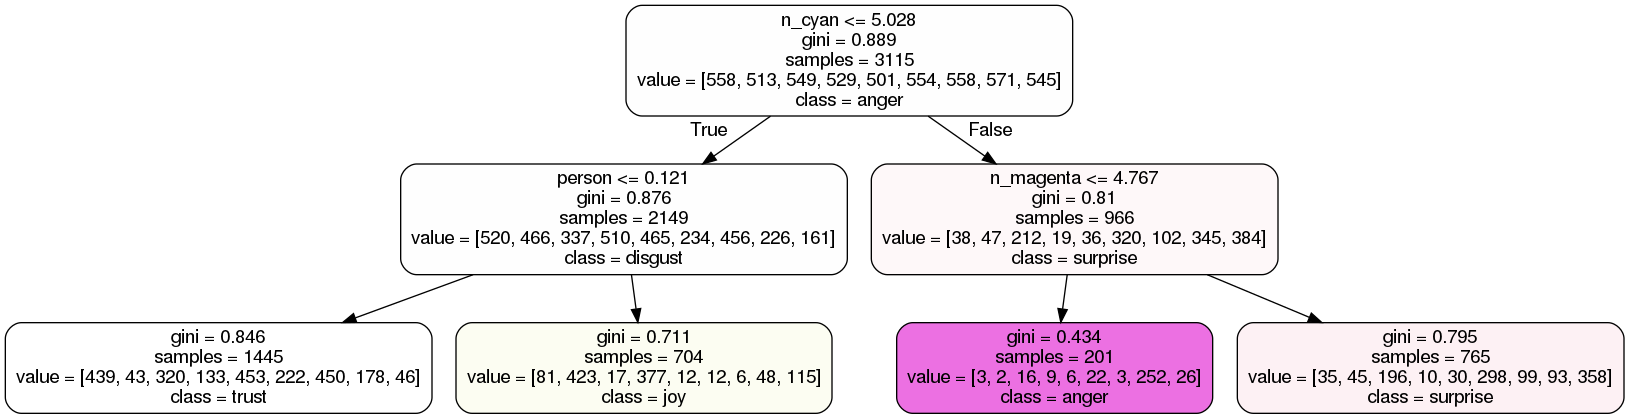 n_cyan <= 5.028
gini = 0.889
samples = 3115
value = [558, 513, 549, 529, 501, 554, 558, 571, 545]
class = anger
True
False
person <= 0.121
gini = 0.876
samples = 2149
value = [520, 466, 337, 510, 465, 234, 456, 226, 161]
class = disgust
n_magenta <= 4.767
gini = 0.81
samples = 966
value = [38, 47, 212, 19, 36, 320, 102, 345, 384]
class = surprise
gini = 0.846
samples = 1445
value = [439, 43, 320, 133, 453, 222, 450, 178, 46]
class = trust
gini = 0.711
samples = 704
value = [81, 423, 17, 377, 12, 12, 6, 48, 115]
class = joy
gini = 0.434
samples = 201
value = [3, 2, 16, 9, 6, 22, 3, 252, 26]
class = anger
gini = 0.795
samples = 765
value = [35, 45, 196, 10, 30, 298, 99, 93, 358]
class = surprise